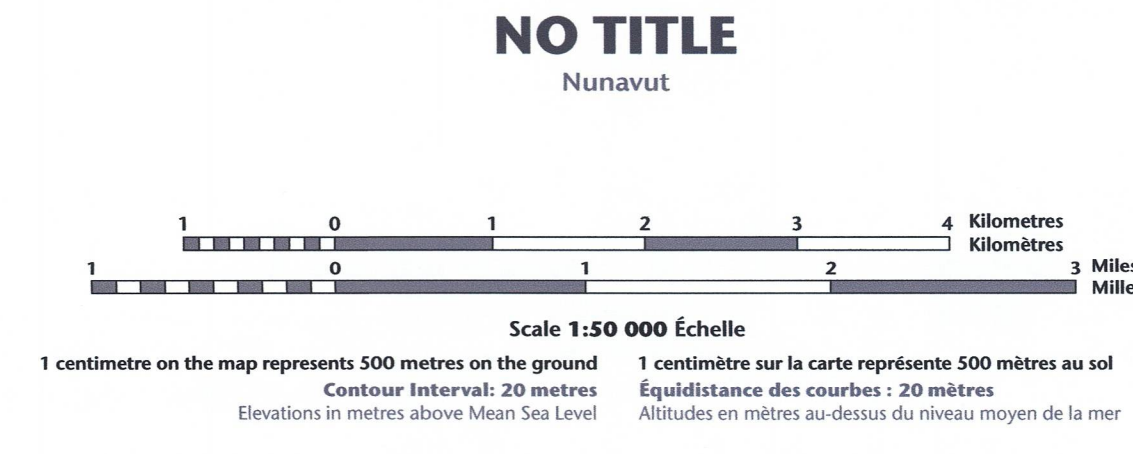 NO TITLE
Nunavut
1 0 1 2 3 4 Kilometres
Kilomètres
1 0 1 2 3 Miles
Mille
Scale 1:50 000 Échelle
1 centimetre on the map represents 500 metres on the ground
1 centimètre sur la carte représente 500 mètres au sol
Contour Interval: 20 metres
Équidistance des courbes : 20 mètres
Elevations in metres above Mean Sea Level
Altitudes en mètres au-dessus du niveau moyen de la mer